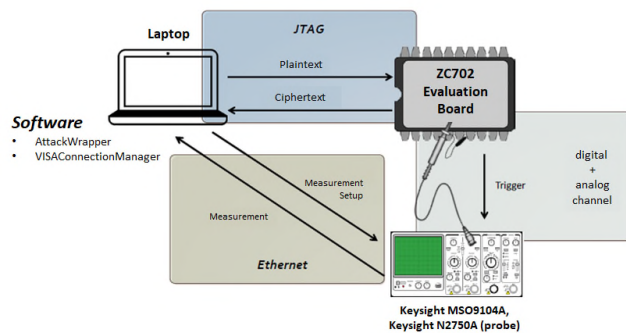 JTAG
Laptop
Plaintext
ZC702
Evaluation
Board
Ciphertext
Software
• AttackWrapper
• VISAConnectionManager
digital
+
analog
channel
Trigger
Measurement
Setup
Measurement
Ethernet
Keysight MSO9104A,
Keysight N2750A (probe)